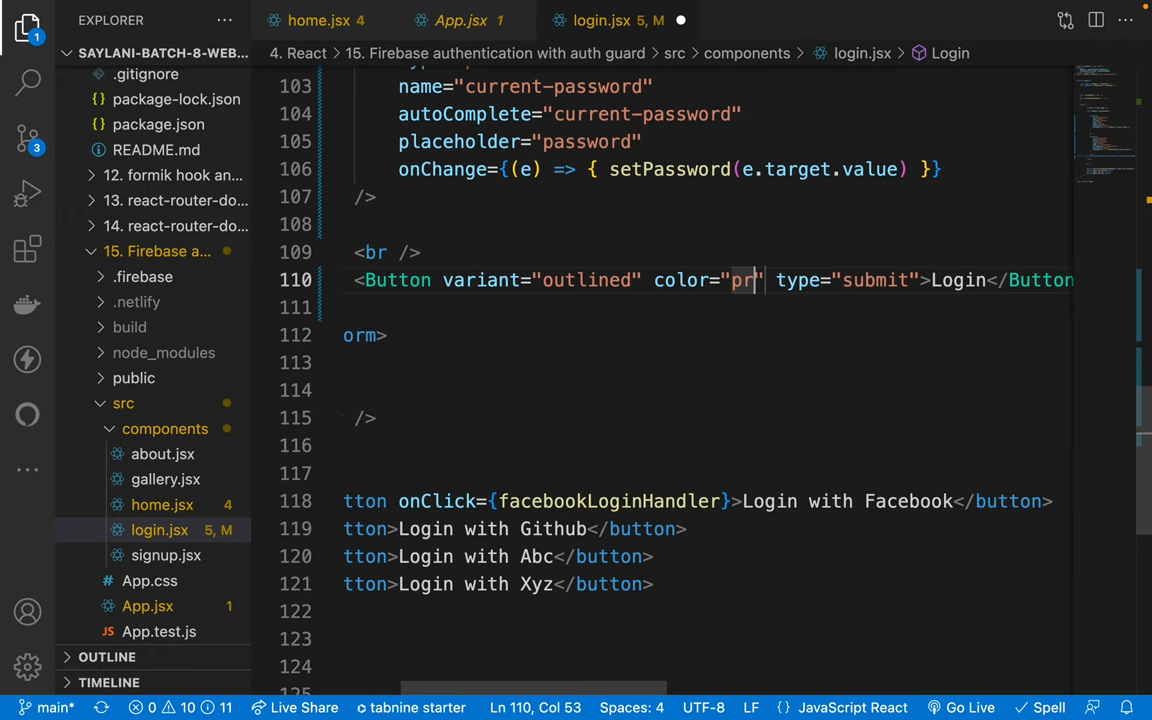 EXPLORER
home.jsx 4
App.jsx 1
login.jsx 5, M
SAYLANI-BATCH-8-WEB...
4. React > 15. Firebase authentication with auth guard > src > components > login.jsx > Login
.gitignore
package-lock.json
package.json
README.md
12. formik hook an...
13. react-router-do...
14. react-router-do...
15. Firebase a...
.firebase
.netlify
build
node_modules
public
src
components
about.jsx
gallery.jsx
home.jsx 4
login.jsx 5, M
signup.jsx
App.css
App.jsx 1
App.test.js
OUTLINE
TIMELINE
1
3
103 name="current-password"
104 autoComplete="current-password"
105 placeholder="password"
106 onChange={(e) => { setPassword(e.target.value) }}
107 />
108
109 <br />
110 <Button variant="outlined" color="pr" type="submit">Login</Button
111
112 orm>
113
114
115 />
116
117
118 tton onClick={facebookLoginHandler}>Login with Facebook</button>
119 tton>Login with Github</button>
120 tton>Login with Abc</button>
121 tton>Login with Xyz</button>
122
123
124
125
main* 0 10 11 Live Share tabnine starter Ln 110, Col 53 Spaces: 4 UTF-8 LF {} JavaScript React Go Live Spell